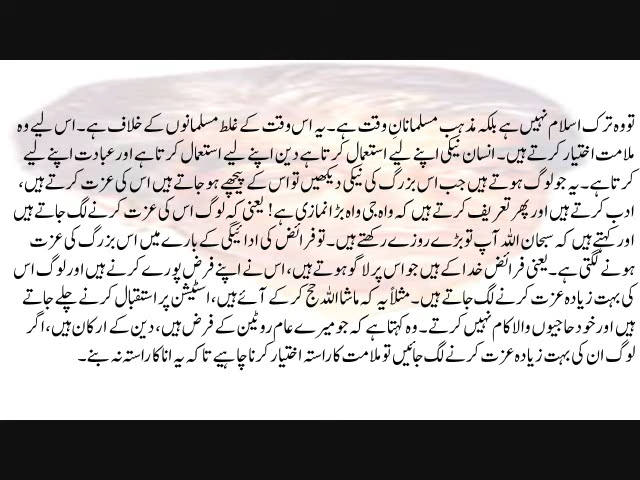 تو وہ ترک اسلام نہیں ہے بلکہ مذہب مسلمانانِ وقت ہے۔ یہ اس وقت کے غلط مسلمانوں کے خلاف ہے۔ اس لیے وہ
ملامت اختیار کرتے ہیں۔ انسان نیکی اپنے لیے استعمال کرتا ہے دین اپنے لیے استعمال کرتا ہے اور عبادت اپنے لیے
کرتا ہے۔ یہ جو لوگ ہوتے ہیں جب اس بزرگ کی نیکی دیکھیں تو اس کے پیچھے ہو جاتے ہیں اس کی عزت کرتے ہیں،
ادب کرتے ہیں اور پھر تعریف کرتے ہیں کہ واہ جی واہ بڑا نمازی ہے! یعنی کہ لوگ اس کی عزت کرنے لگ جاتے ہیں
اور کہتے ہیں کہ سبحان اللہ آپ تو بڑے روزے رکھتے ہیں۔ تو فرائض کی ادائیگی کے بارے میں اس بزرگ کی عزت
ہونے لگتی ہے۔ یعنی فرائض خدا کے ہیں جو اس پر لاگو ہوتے ہیں، اس نے اپنے فرض پورے کرنے ہیں اور لوگ اس
کی بہت زیادہ عزت کرنے لگ جاتے ہیں۔ مثلاً یہ کہ ماشا اللہ حج کر کے آئے ہیں، اسٹیشن پر استقبال کرنے چلے جاتے
ہیں اور خود حاجیوں والا کام نہیں کرتے۔ وہ کہتا ہے کہ جو میرے عام روٹین کے فرض ہیں، دین کے ارکان ہیں، اگر
لوگ ان کی بہت زیادہ عزت کرنے لگ جائیں تو ملامت کا راستہ اختیار کرنا چاہیے تاکہ یہ انا کا راستہ نہ بنے۔